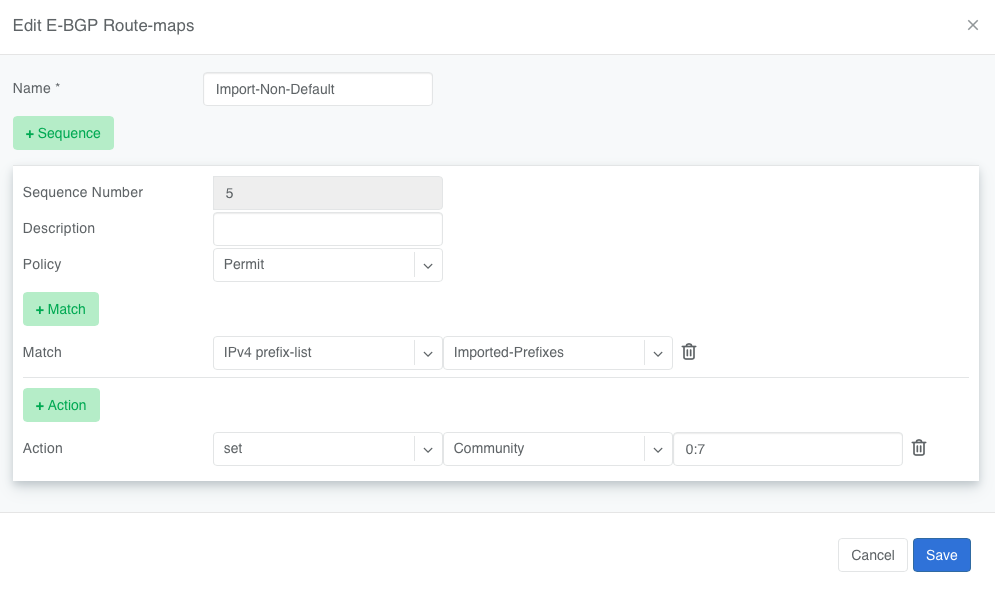 Edit E-BGP Route-maps
Name *
Import-Non-Default
+ Sequence
Sequence Number
5
Description
Policy
Permit
+ Match
Match
IPv4 prefix-list
Imported-Prefixes
+ Action
Action
set
Community
0:7
Cancel
Save